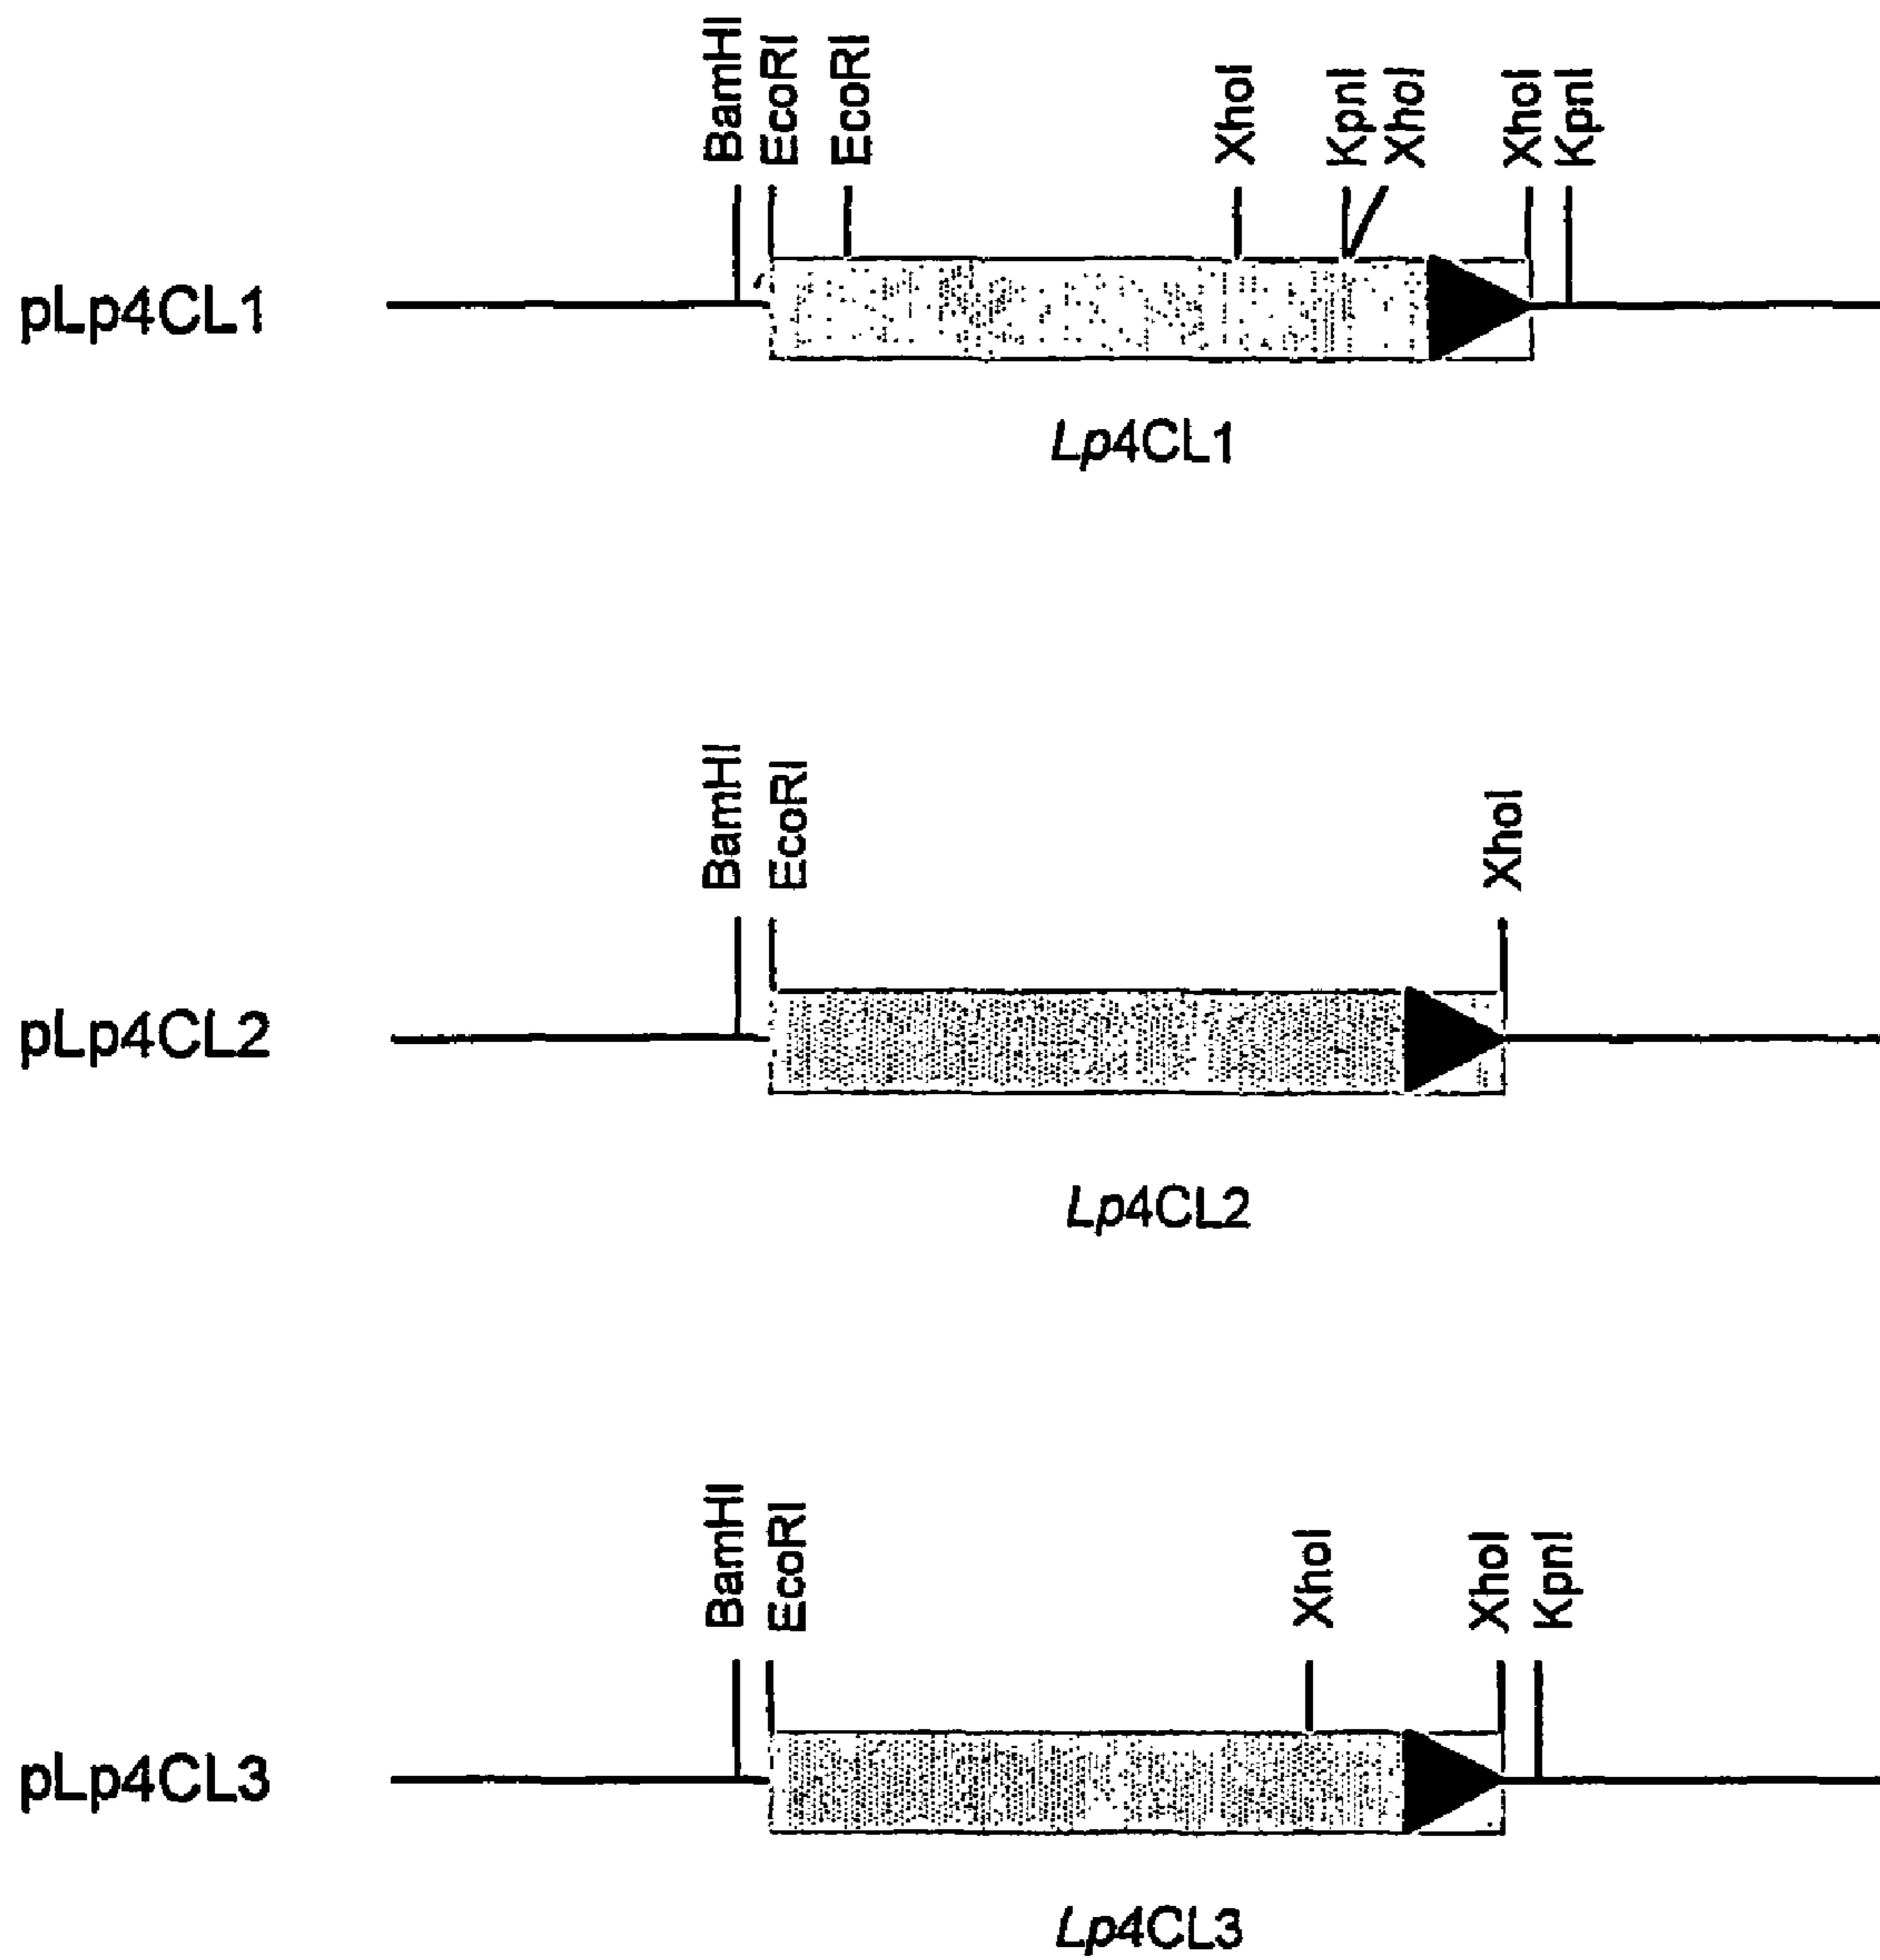 BamHI EcoRI EcoRI XhoI KpnI XhoI XhoI KpnI
pLp4CL1
Lp4CL1
BamHI EcoRI XhoI
pLp4CL2
Lp4CL2
BamHI EcoRI XhoI XhoI KpnI
pLp4CL3
Lp4CL3